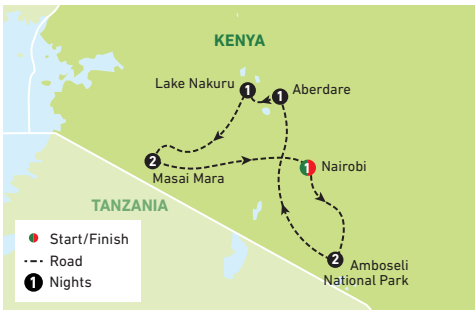 KENYA
Lake Nakuru
1
1
Aberdare
2
Masai Mara
1
Nairobi
TANZANIA
2
Amboseli
National Park
Start/Finish
Road
1 Nights